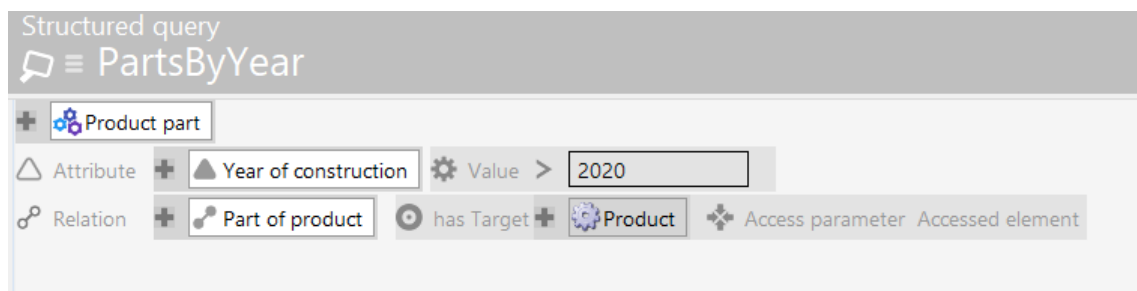 Structured query
PartsByYear
Product part
Attribute Year of construction Value > 2020
Relation Part of product has Target Product Access parameter Accessed element